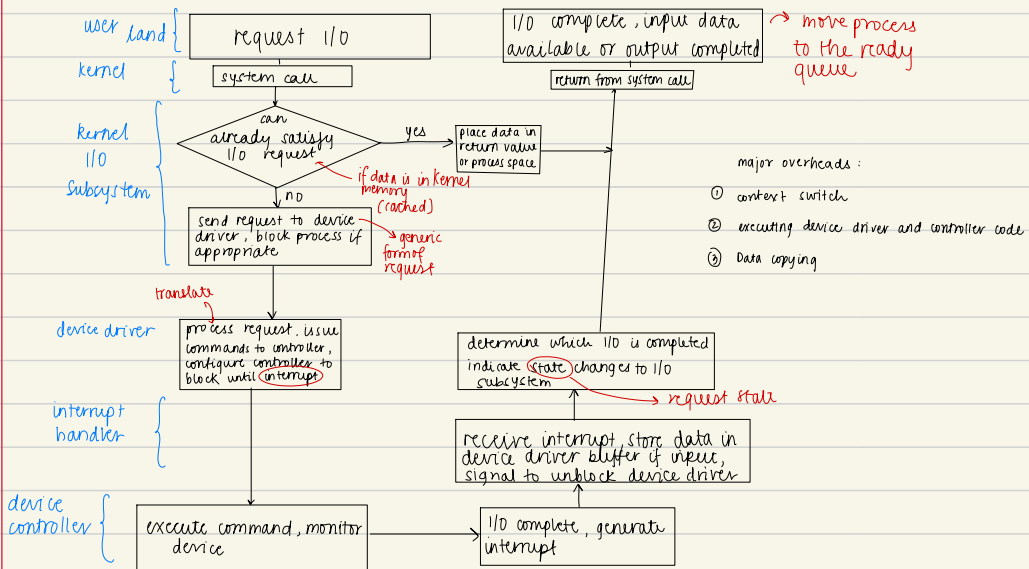 user land
request I/O
I/O complete, input data
available or output completed
move process
to the ready
queue
kernel
system call
return from system call
kernel
I/O
Subsystem
can
already satisfy
I/O request
yes
place data in
return value
or process space
if data is in kernel
memory
(cached)
no
send request to device
driver, block process if
appropriate
generic
form of
request
major overheads:
① context switch
② executing device driver and controller code
③ Data copying
translate
device driver
process request. issue
commands to controller,
configure controller to
block until interrupt
determine which I/O is completed
indicate state changes to I/O
subsystem
request state
interrupt
handler
receive interrupt, store data in
device driver buffer if input,
signal to unblock device driver
device
controller
execute command, monitor
device
I/O complete, generate
interrupt